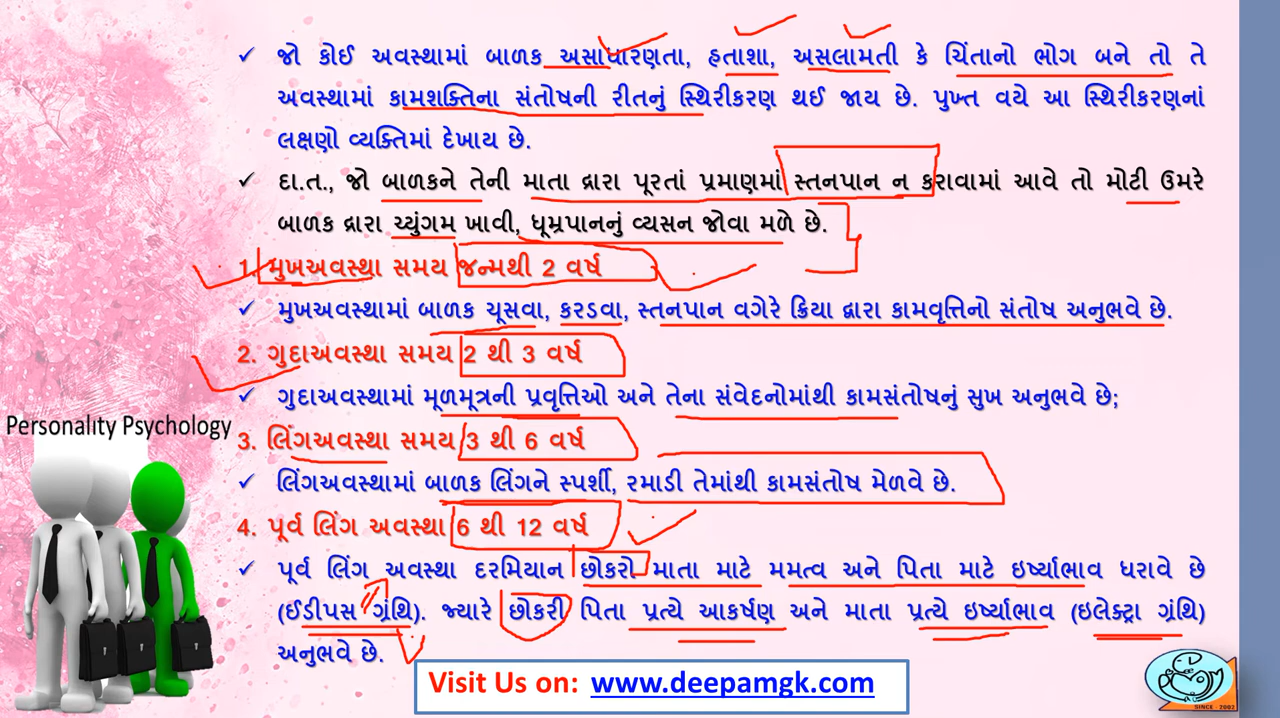 જો કોઈ અવસ્થામાં બાળક અસાધારણતા, હતાશા, અસલામતી કે ચિંતાનો ભોગ બને તો તે
અવસ્થામાં કામશક્તિના સંતોષની રીતનું સ્થિરીકરણ થઈ જાય છે. પુખ્ત વયે આ સ્થિરીકરણનાં
લક્ષણો વ્યક્તિમાં દેખાય છે.
દા.ત., જો બાળકને તેની માતા દ્રારા પૂરતાં પ્રમાણમાં સ્તનપાન ન કરાવામાં આવે તો મોટી ઉમરે
બાળક દ્રારા ચ્યુંગમ ખાવી, ધૂમ્રપાનનું વ્યસન જોવા મળે છે.
1. મુખઅવસ્થા સમય જન્મથી 2 વર્ષ
મુખઅવસ્થામાં બાળક ચૂસવા, કરડવા, સ્તનપાન વગેરે ક્રિયા દ્વારા કામવૃત્તિનો સંતોષ અનુભવે છે.
2. ગુદાઅવસ્થા સમય 2 થી 3 વર્ષ
ગુદાઅવસ્થામાં મૂળમૂત્રની પ્રવૃત્તિઓ અને તેના સંવેદનોમાંથી કામસંતોષનું સુખ અનુભવે છે;
Personality Psychology
3. લિંગઅવસ્થા સમય 3 થી 6 વર્ષ
લિંગઅવસ્થામાં બાળક લિંગને સ્પર્શી, રમાડી તેમાંથી કામસંતોષ મેળવે છે.
4. પૂર્વ લિંગ અવસ્થા 6 થી 12 વર્ષ
પૂર્વ લિંગ અવસ્થા દરમિયાન છોકરો માતા માટે મમત્વ અને પિતા માટે ઇર્ષ્યાભાવ ધરાવે છે
(ઈડીપસ ગ્રંથિ). જ્યારે છોકરી પિતા પ્રત્યે આકર્ષણ અને માતા પ્રત્યે ઇર્ષ્યાભાવ (ઇલેક્ટ્રા ગ્રંથિ)
અનુભવે છે.
Visit Us on: www.deepamgk.com
SINCE - 2002